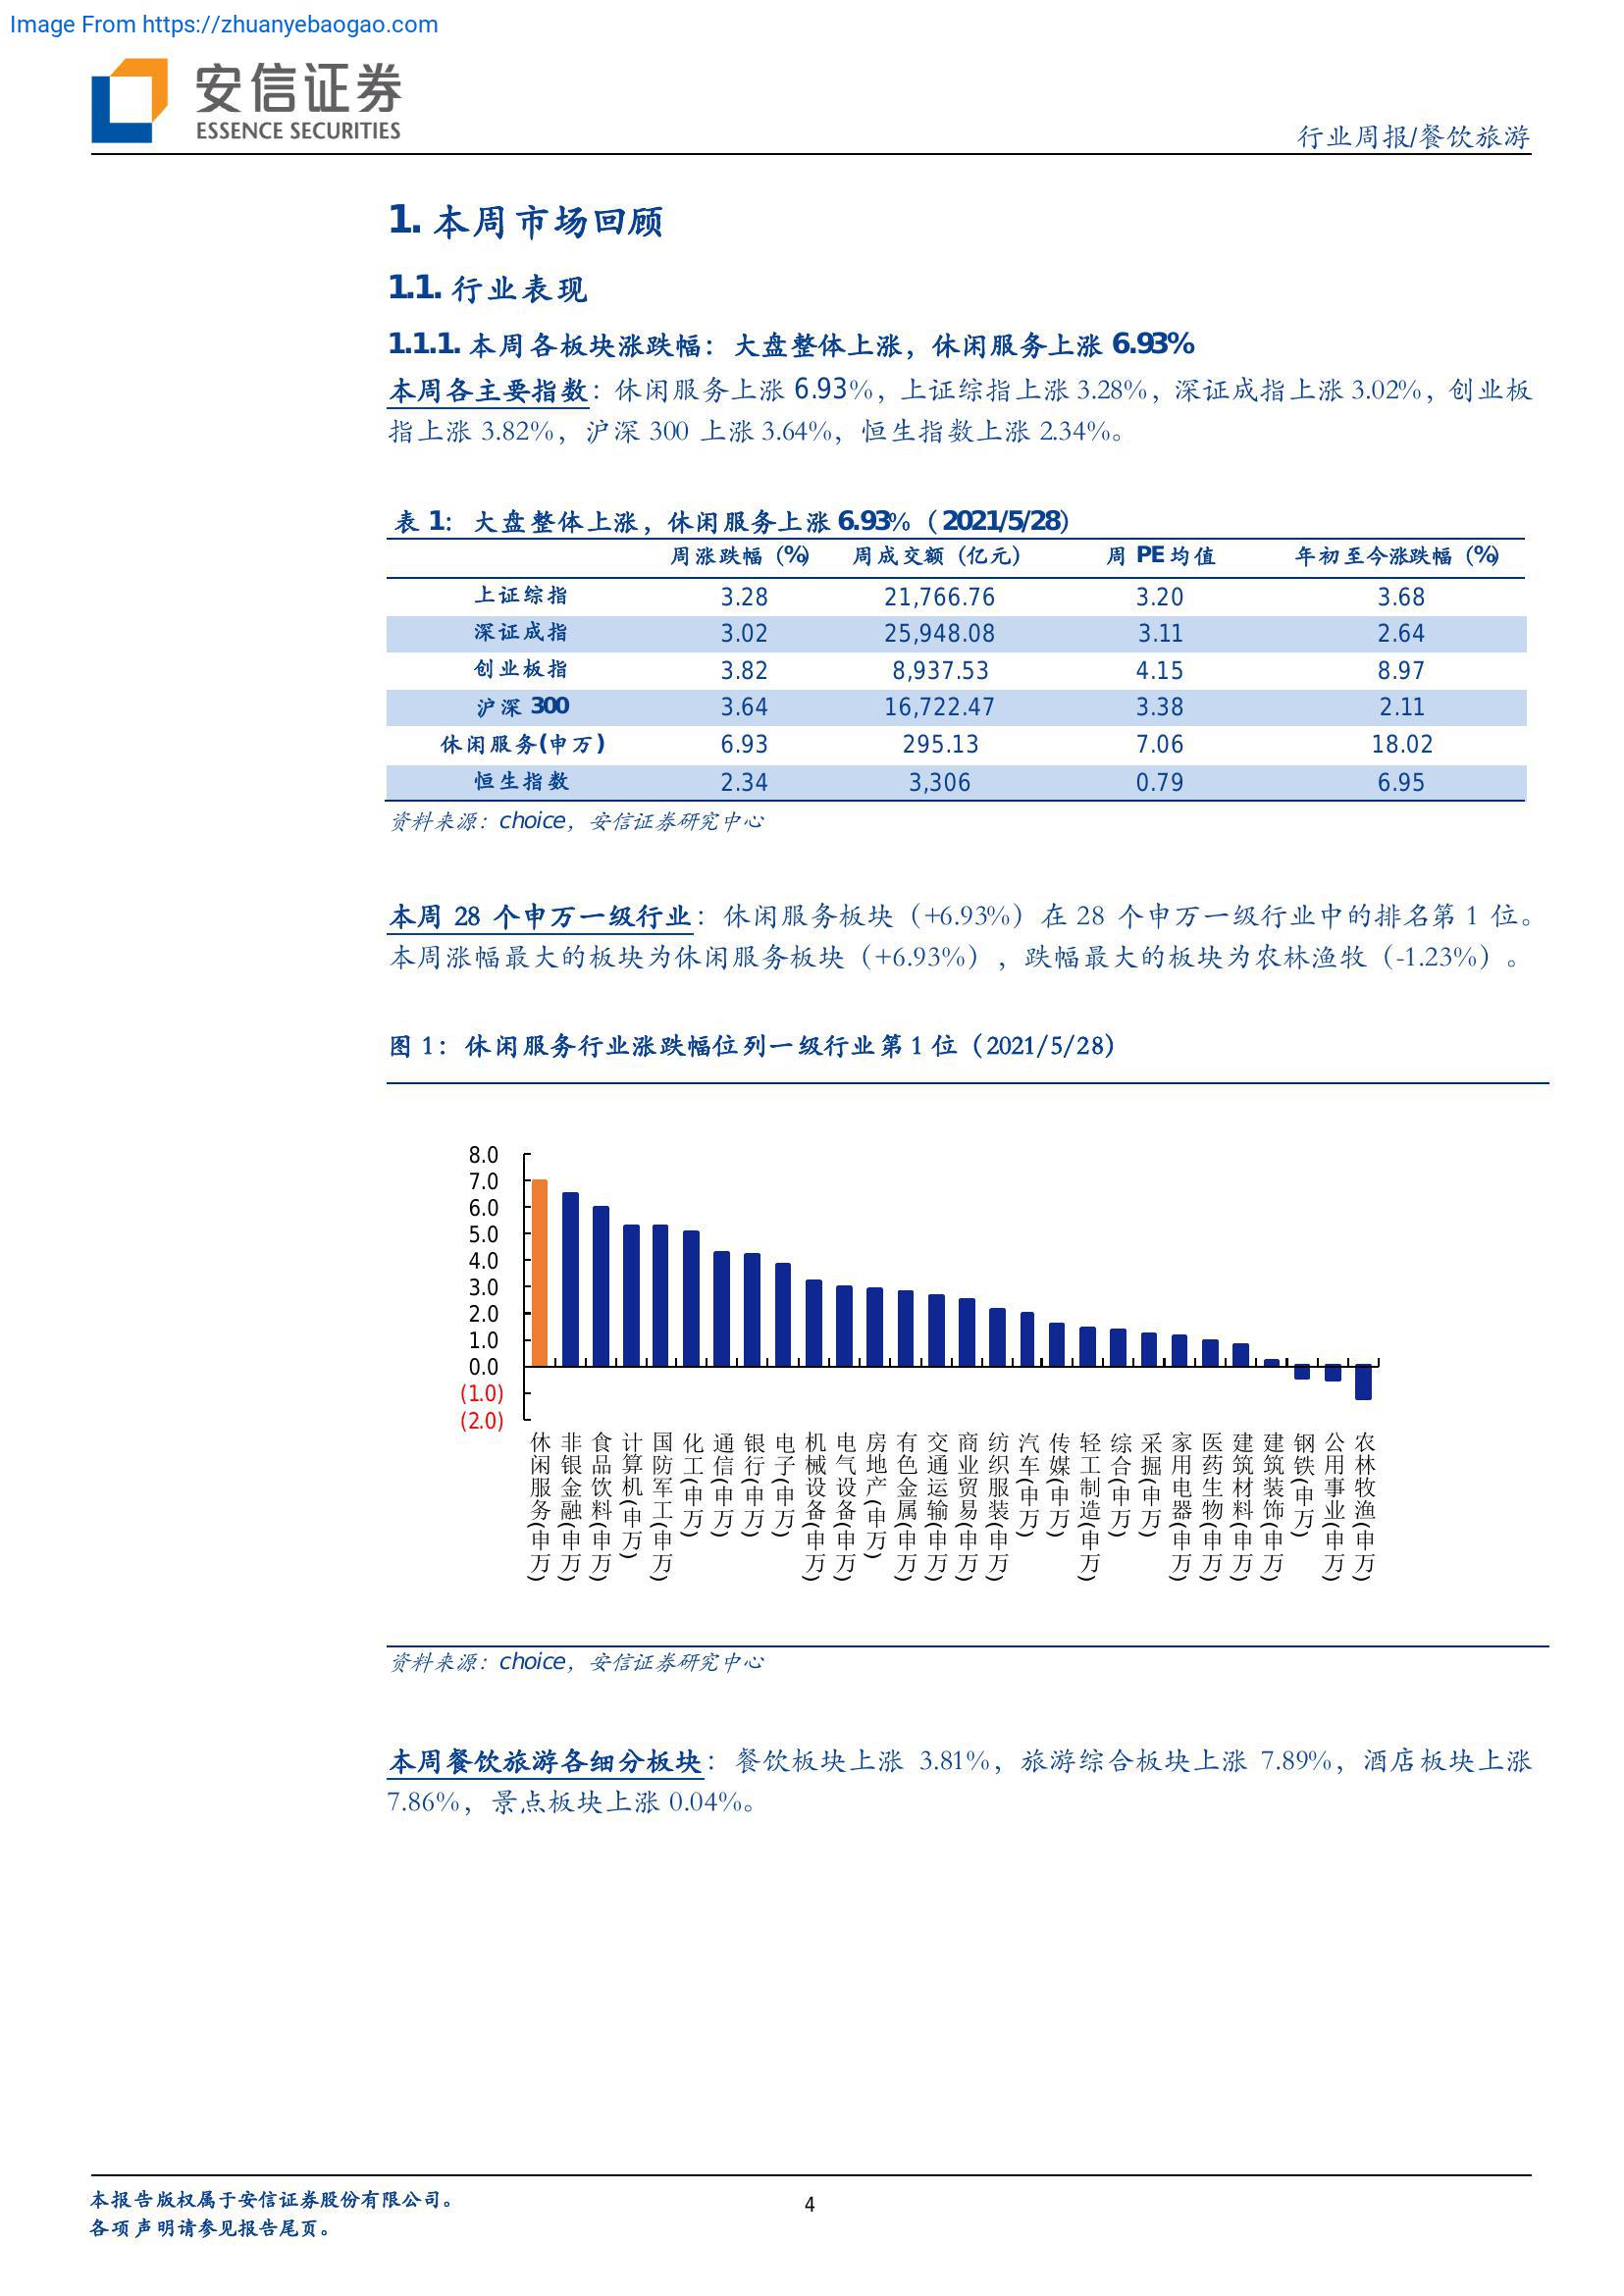 Image From https://zhuanyebaogao.com
安信证券
ESSENCE SECURITIES
行业周报/餐饮旅游
1. 本周市场回顾
1.1. 行业表现
1.1.1. 本周各板块涨跌幅：大盘整体上涨，休闲服务上涨 6.93%
本周各主要指数：休闲服务上涨 6.93%，上证综指上涨 3.28%，深证成指上涨 3.02%，创业板
指上涨 3.82%，沪深 300 上涨 3.64%，恒生指数上涨 2.34%。
表 1：大盘整体上涨，休闲服务上涨 6.93%（2021/5/28）
周涨跌幅（%） 周成交额（亿元） 周 PE 均值 年初至今涨跌幅（%）
上证综指 3.28 21,766.76 3.20 3.68
深证成指 3.02 25,948.08 3.11 2.64
创业板指 3.82 8,937.53 4.15 8.97
沪深 300 3.64 16,722.47 3.38 2.11
休闲服务(申万) 6.93 295.13 7.06 18.02
恒生指数 2.34 3,306 0.79 6.95
资料来源：choice，安信证券研究中心
本周 28 个申万一级行业：休闲服务板块（+6.93%）在 28 个申万一级行业中的排名第 1 位。
本周涨幅最大的板块为休闲服务板块（+6.93%），跌幅最大的板块为农林渔牧（-1.23%）。
图 1：休闲服务行业涨跌幅位列一级行业第 1 位（2021/5/28）
8.0
7.0
6.0
5.0
4.0
3.0
2.0
1.0
0.0
(1.0)
(2.0)
休闲服务(申万)
非银金融(申万)
食品饮料(申万)
计算机(申万)
国防军工(申万)
化工(申万)
通信(申万)
银行(申万)
电子(申万)
机械设备(申万)
电气设备(申万)
房地产(申万)
有色金属(申万)
交通运输(申万)
商业贸易(申万)
纺织服装(申万)
汽车(申万)
传媒(申万)
轻工制造(申万)
综合(申万)
采掘(申万)
家用电器(申万)
医药生物(申万)
建筑材料(申万)
建筑装饰(申万)
钢铁(申万)
公用事业(申万)
农林牧渔(申万)
资料来源：choice，安信证券研究中心
本周餐饮旅游各细分板块：餐饮板块上涨 3.81%，旅游综合板块上涨 7.89%，酒店板块上涨
7.86%，景点板块上涨 0.04%。
本报告版权属于安信证券股份有限公司。
各项声明请参见报告尾页。
4